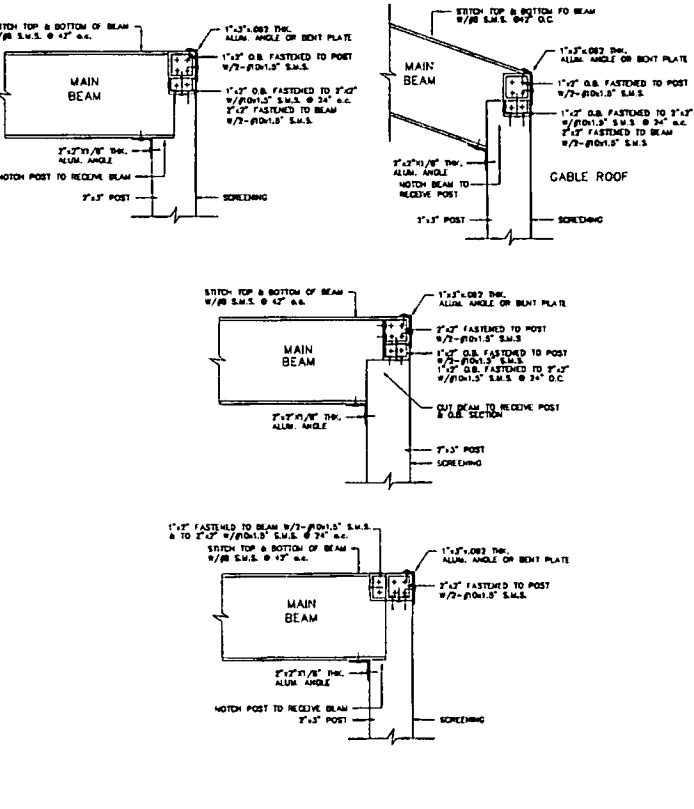 STITCH TOP & BOTTOM OF BEAM
W/#8 S.M.S. @ 42" o.c.
1"x3"x.082 THK.
ALUM. ANGLE OR BENT PLATE
1"x2" O.B. FASTENED TO POST
W/2-#10x1.5" S.M.S.
1"x2" O.B. FASTENED TO 2"x2"
W/#10x1.5" S.M.S. @ 24" o.c.
2"x2" FASTENED TO BEAM
W/2-#10x1.5" S.M.S.
MAIN
BEAM
2"x2"X1/8" THK.
ALUM. ANGLE
NOTCH POST TO RECEIVE BEAM
2"x3" POST
SCREENING
STITCH TOP & BOTTOM FO BEAM
W/#8 S.M.S. @42" O.C.
1"x3"x.082 THK.
ALUM. ANGLE OR BENT PLATE
MAIN
BEAM
1"x2" O.B. FASTENED TO POST
W/2-#10x1.5" S.M.S.
1"x2" O.B. FASTENED TO 2"x2"
W/#10x1.5" S.M.S. @ 24" o.c.
2"x2" FASTENED TO BEAM
W/2-#10x1.5" S.M.S
2"x2"X1/8" THK.
ALUM. ANGLE
NOTCH BEAM TO
RECEIVE POST
GABLE ROOF
2"x3" POST
SCREENING
STITCH TOP & BOTTOM OF BEAM
W/#8 S.M.S. @ 42" o.c.
1"x3"x.082 THK.
ALUM. ANGLE OR BENT PLATE
2"x2" FASTENED TO POST
W/2-#10x1.5" S.M.S
1"x2" O.B. FASTENED TO POST
W/2-#10x1.5" S.M.S.
1"x2" O.B. FASTENED TO 2"x2"
W/#10x1.5" S.M.S. @ 24" O.C.
MAIN
BEAM
CUT BEAM TO RECEIVE POST
& O.B. SECTION
2"x2"X1/8" THK.
ALUM. ANGLE
2"x3" POST
SCREENING
1"x2" FASTENED TO BEAM W/2-#10x1.5" S.M.S.
& TO 2"x2" W/#10x1.5" S.M.S. @ 24" o.c.
STITCH TOP & BOTTOM OF BEAM
W/#8 S.M.S. @ 42" o.c.
1"x3"x.082 THK.
ALUM. ANGLE OR BENT PLATE
2"x2" FASTENED TO POST
W/2-#10x1.5" S.M.S.
MAIN
BEAM
2"x2"X1/8" THK.
ALUM. ANGLE
NOTCH POST TO RECEIVE BEAM
2"x3" POST
SCREENING